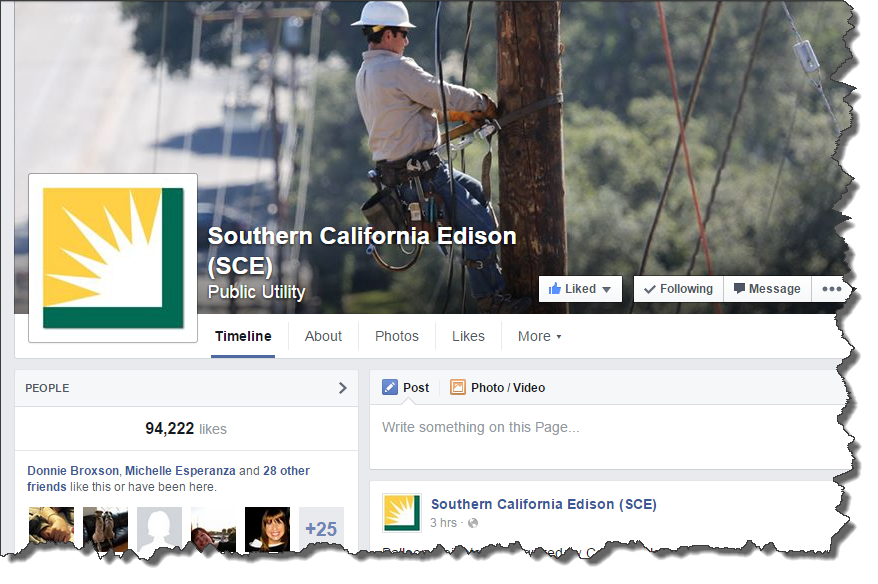 Southern California Edison
(SCE)
Public Utility
Liked
Following
Message
Timeline
About
Photos
Likes
More
PEOPLE
94,222 likes
Donnie Broxson, Michelle Esperanza and 28 other
friends like this or have been here.
+25
Post
Photo / Video
Write something on this Page...
Southern California Edison (SCE)
3 hrs ·